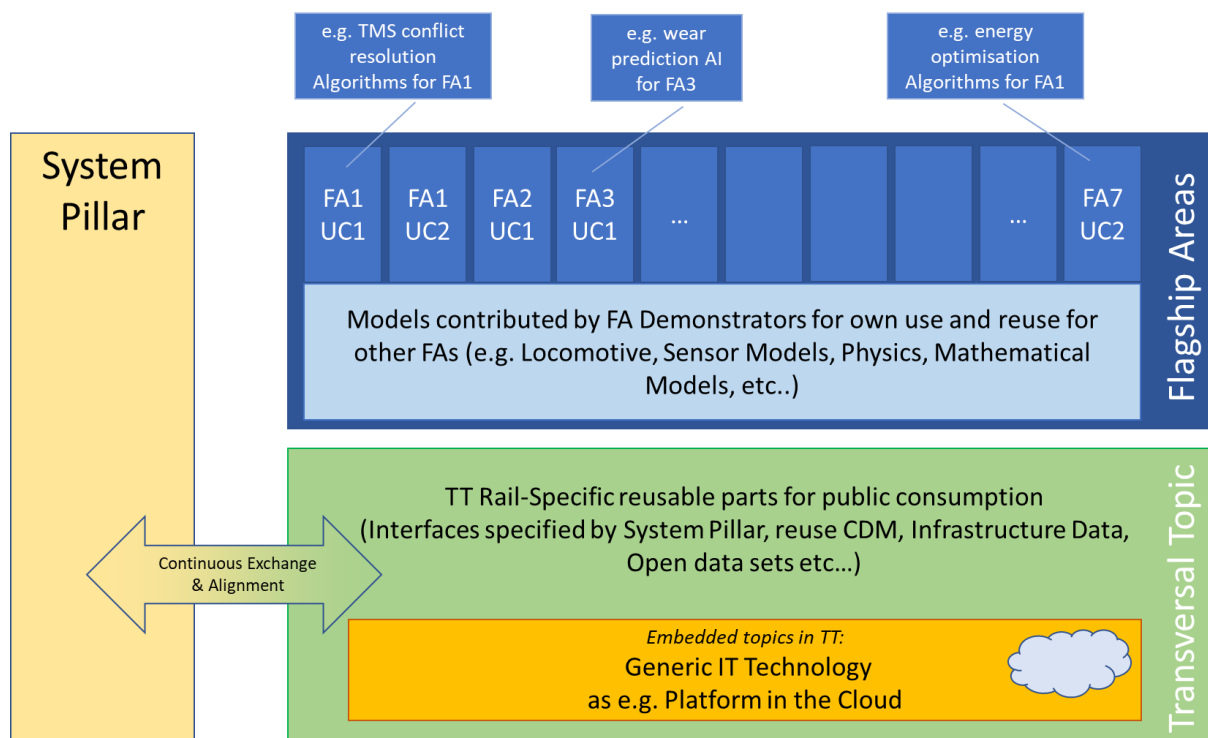 e.g. TMS conflict
resolution
Algorithms for FA1
e.g. wear
prediction AI
for FA3
e.g. energy
optimisation
Algorithms for FA1
System
Pillar
FA1
UC1
FA1
UC2
FA2
UC1
FA3
UC1
...
...
FA7
UC2
Flagship Areas
Models contributed by FA Demonstrators for own use and reuse for
other FAs (e.g. Locomotive, Sensor Models, Physics, Mathematical
Models, etc..)
TT Rail-Specific reusable parts for public consumption
(Interfaces specified by System Pillar, reuse CDM, Infrastructure Data,
Open data sets etc...)
Transversal Topic
Continuous Exchange
& Alignment
Embedded topics in TT:
Generic IT Technology
as e.g. Platform in the Cloud